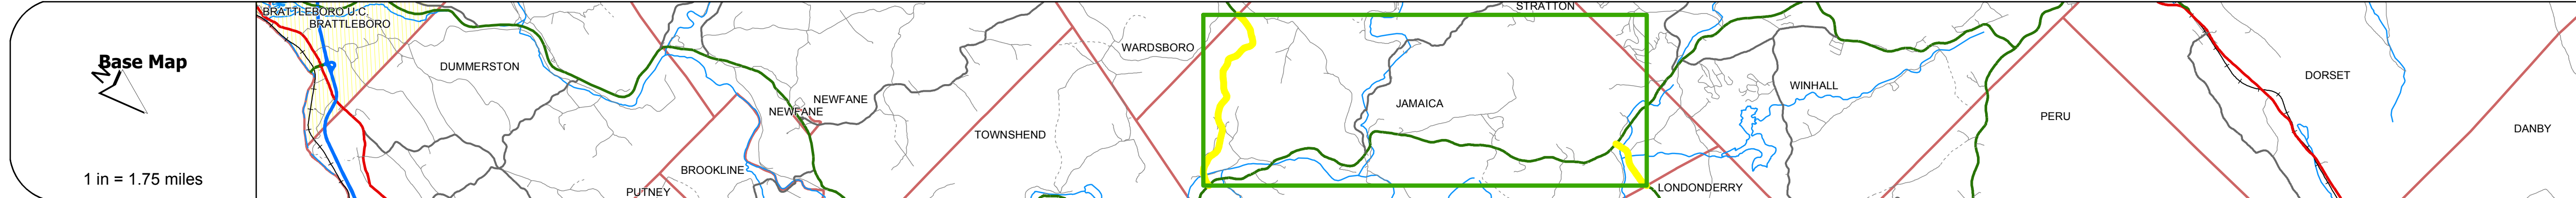 Base Map
N
1 in = 1.75 miles
BRATTLEBORO U.C.
BRATTLEBORO
DUMMERSTON
PUTNEY
BROOKLINE
NEWFANE
NEWFANE
TOWNSHEND
WARDSBORO
STRATTON
JAMAICA
LONDONDERRY
WINHALL
PERU
DORSET
DANBY